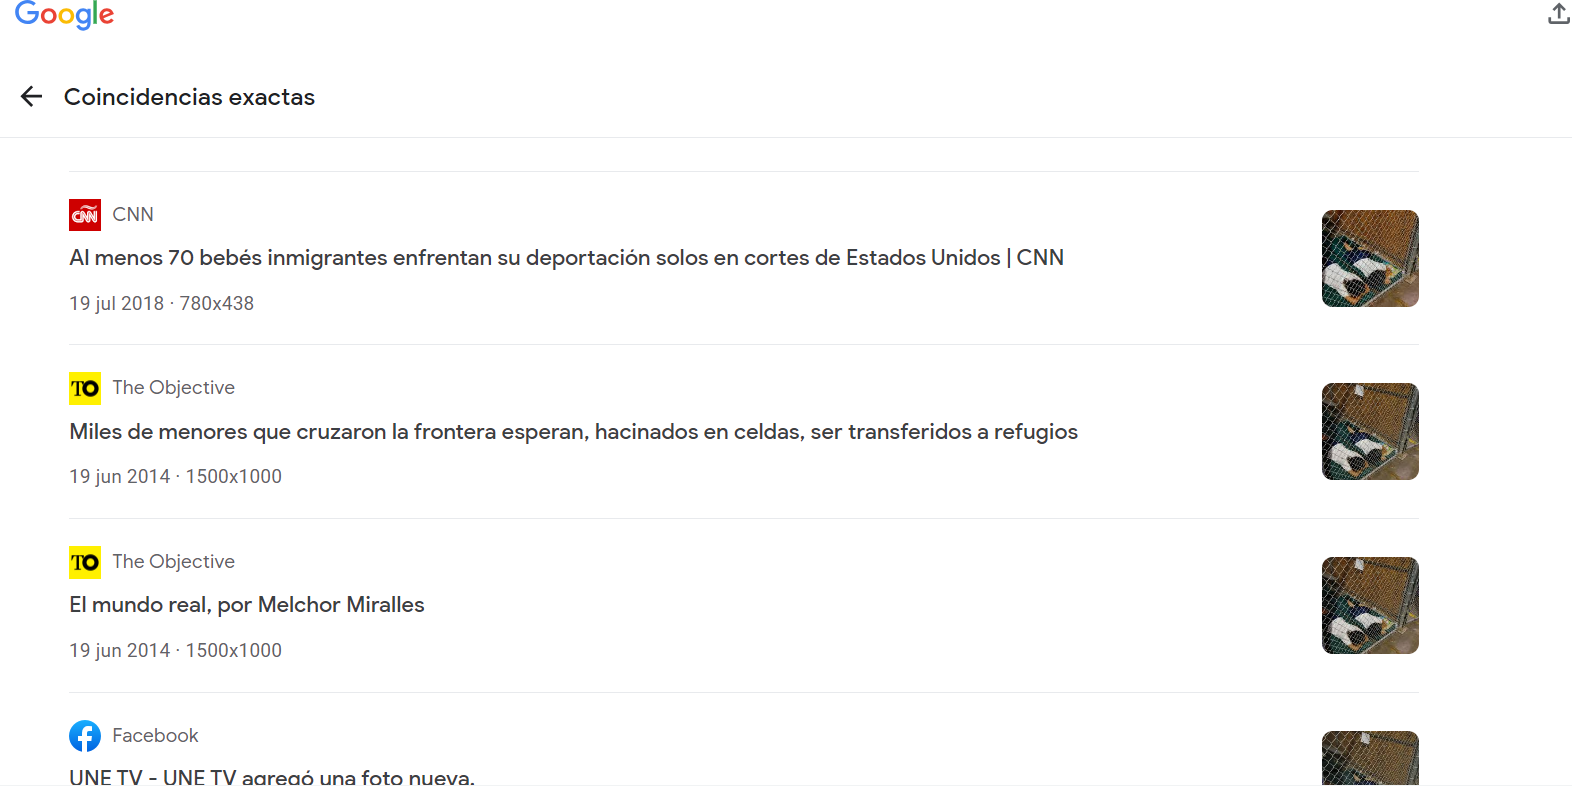 Google
Coincidencias exactas
CNN
CNN
Al menos 70 bebés inmigrantes enfrentan su deportación solos en cortes de Estados Unidos | CNN
19 jul 2018 · 780x438
TO
The Objective
Miles de menores que cruzaron la frontera esperan, hacinados en celdas, ser transferidos a refugios
19 jun 2014 · 1500x1000
TO
The Objective
El mundo real, por Melchor Miralles
19 jun 2014 · 1500x1000
Facebook
UNE TV - UNE TV agregó una foto nueva.